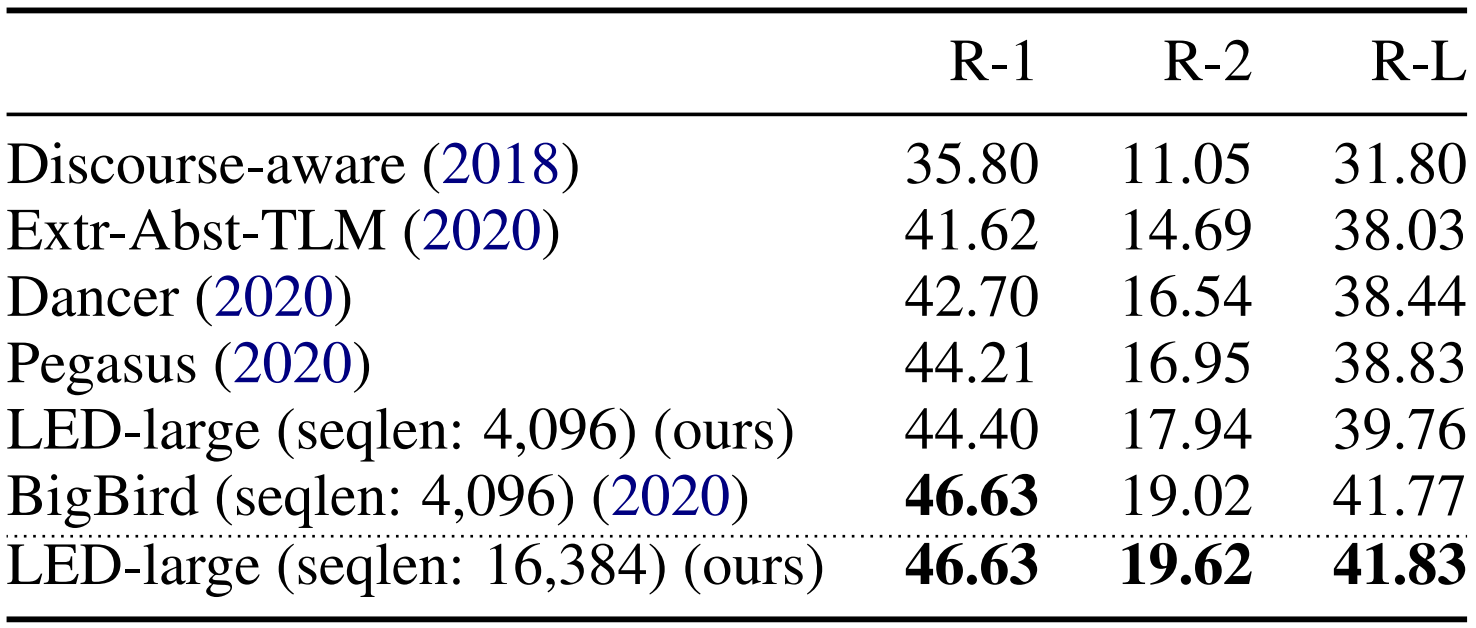 R-1 R-2 R-L
Discourse-aware (2018) 35.80 11.05 31.80
Extr-Abst-TLM (2020) 41.62 14.69 38.03
Dancer (2020) 42.70 16.54 38.44
Pegasus (2020) 44.21 16.95 38.83
LED-large (seqlen: 4,096) (ours) 44.40 17.94 39.76
BigBird (seqlen: 4,096) (2020) 46.63 19.02 41.77
LED-large (seqlen: 16,384) (ours) 46.63 19.62 41.83